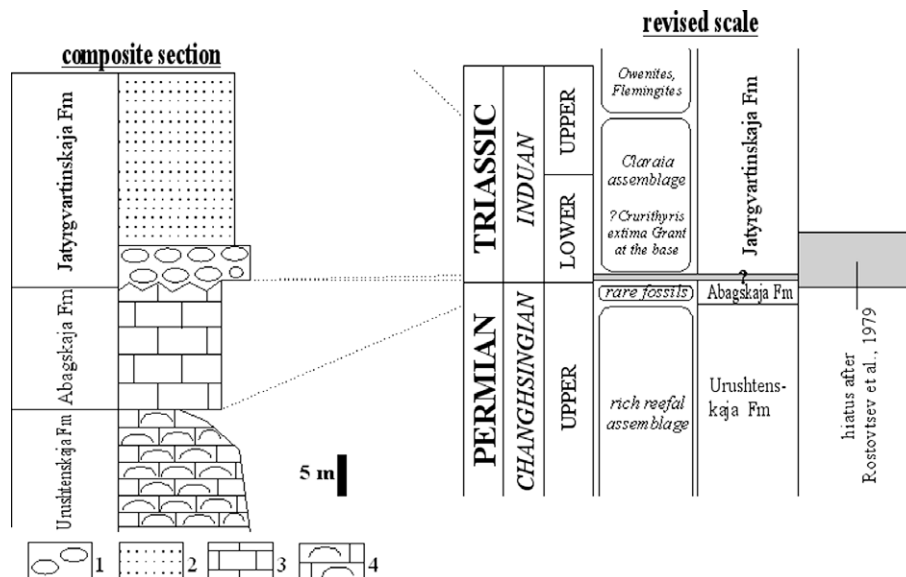 composite section
Jatyrgvartinskaja Fm
Abagskaja Fm
Urushtenskaja Fm
5 m
1
2
3
4
revised scale
TRIASSIC
PERMIAN
INDUAN
CHANGHSINGIAN
UPPER
LOWER
UPPER
Owenites,
Flemingites
Claraia
assemblage
? Crurithyris
extima Grant
at the base
rare fossils
rich reefal
assemblage
Jatyrgvartinskaja Fm
?
Abagskaja Fm
Urushtens-
kaja Fm
hiatus after
Rostovtsev et al., 1979